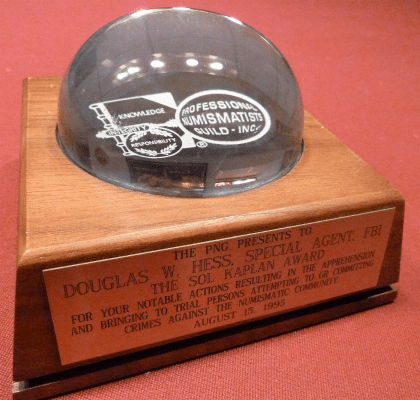 KNOWLEDGE
INTEGRITY
RESPONSIBILITY
PROFESSIONAL
NUMISMATISTS
GUILD - INC.
®
THE PNG PRESENTS TO
DOUGLAS W. HESS, SPECIAL AGENT, FBI
THE SOL KAPLAN AWARD
FOR YOUR NOTABLE ACTIONS RESULTING IN THE APPREHENSION
AND BRINGING TO TRIAL PERSONS ATTEMPTING TO OR COMMITTING
CRIMES AGAINST THE NUMISMATIC COMMUNITY
AUGUST 15, 1995